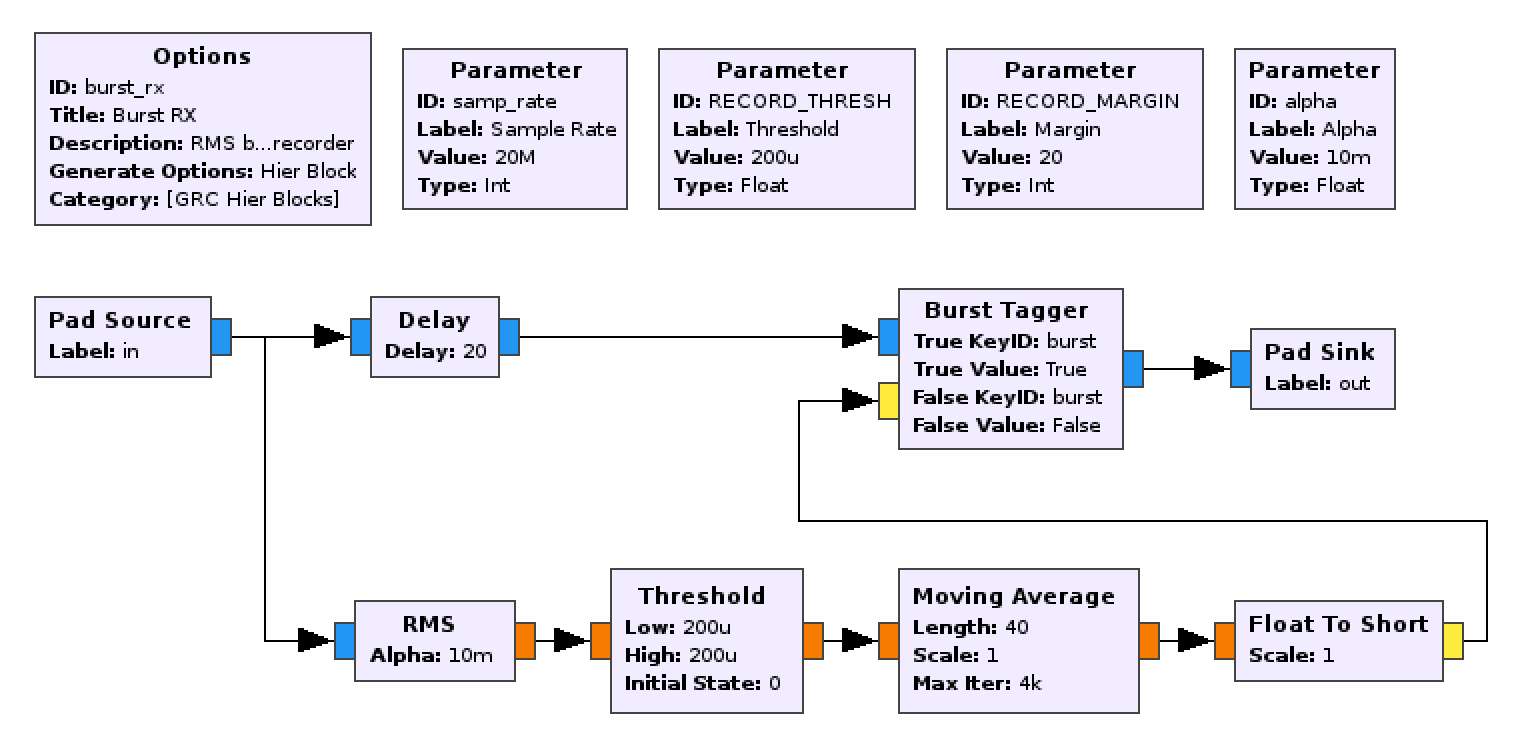 Options
ID: burst_rx
Title: Burst RX
Description: RMS b...recorder
Generate Options: Hier Block
Category: [GRC Hier Blocks]
Parameter
ID: samp_rate
Label: Sample Rate
Value: 20M
Type: Int
Parameter
ID: RECORD_THRESH
Label: Threshold
Value: 200u
Type: Float
Parameter
ID: RECORD_MARGIN
Label: Margin
Value: 20
Type: Int
Parameter
ID: alpha
Label: Alpha
Value: 10m
Type: Float
Pad Source
Label: in
Delay
Delay: 20
Burst Tagger
True KeyID: burst
True Value: True
False KeyID: burst
False Value: False
Pad Sink
Label: out
RMS
Alpha: 10m
Threshold
Low: 200u
High: 200u
Initial State: 0
Moving Average
Length: 40
Scale: 1
Max Iter: 4k
Float To Short
Scale: 1